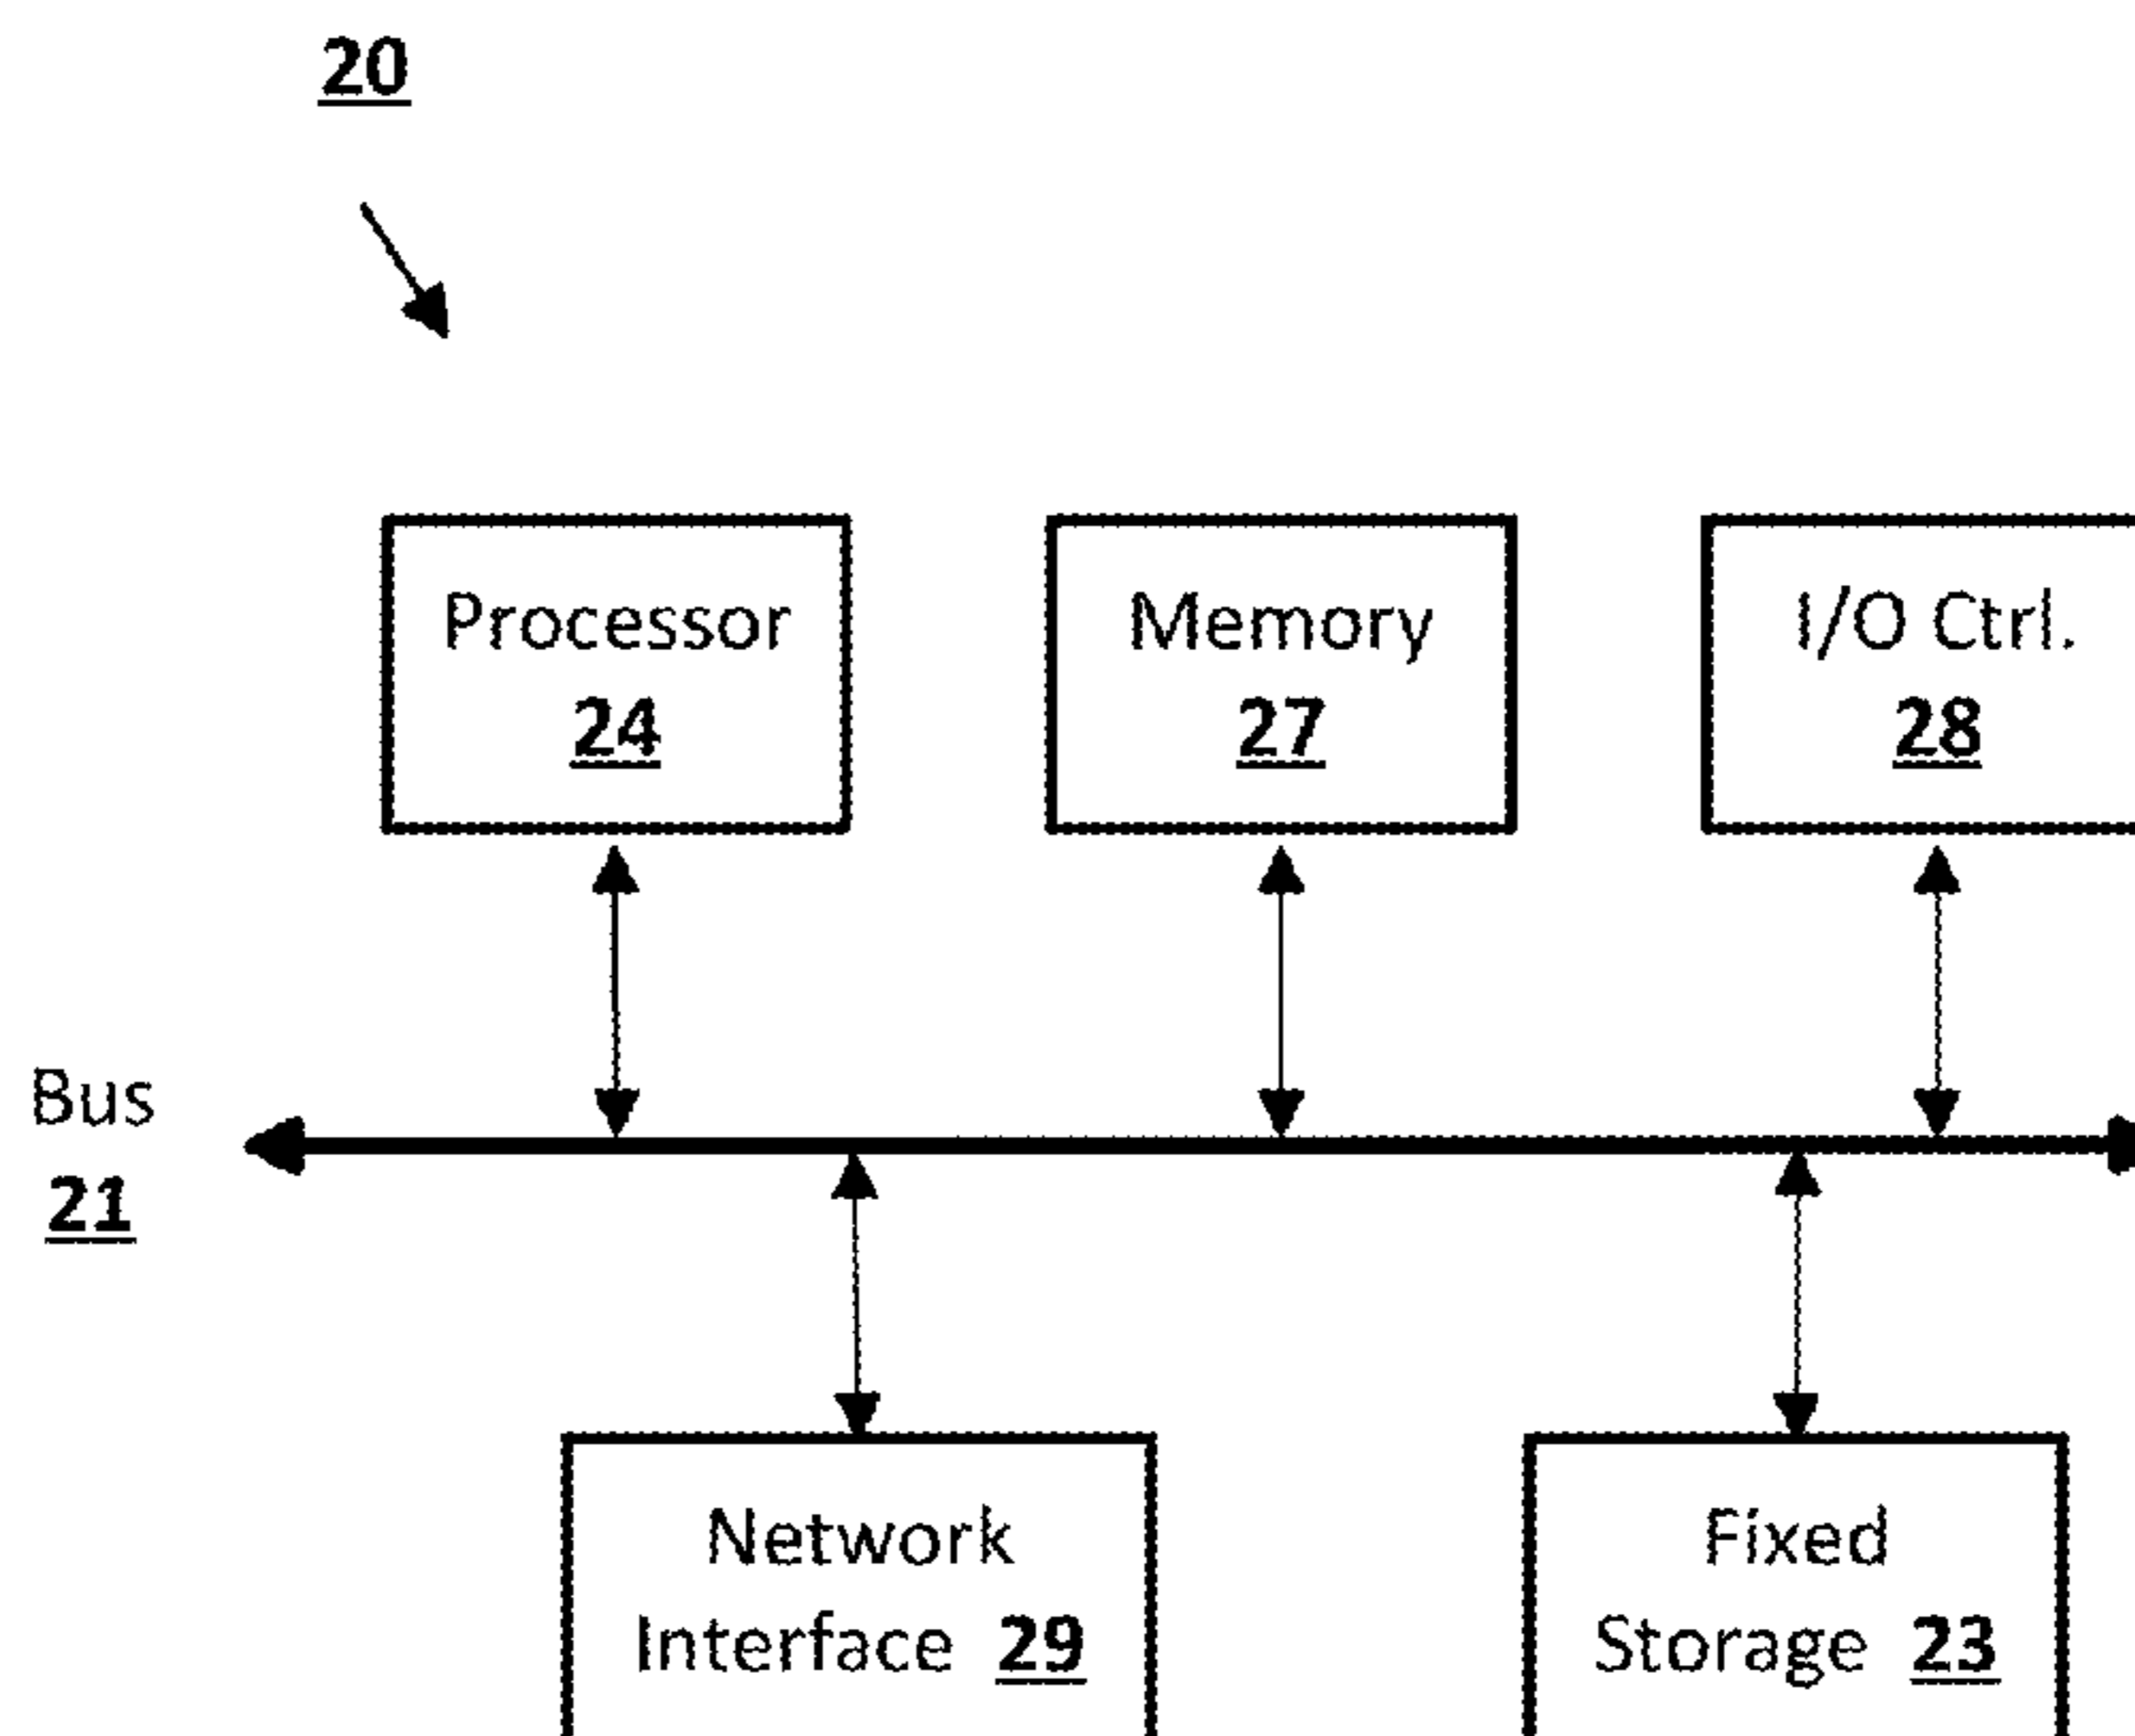 20
Processor
24
Memory
27
I/O Ctrl.
28
Bus
21
Network
Interface 29
Fixed
Storage 23